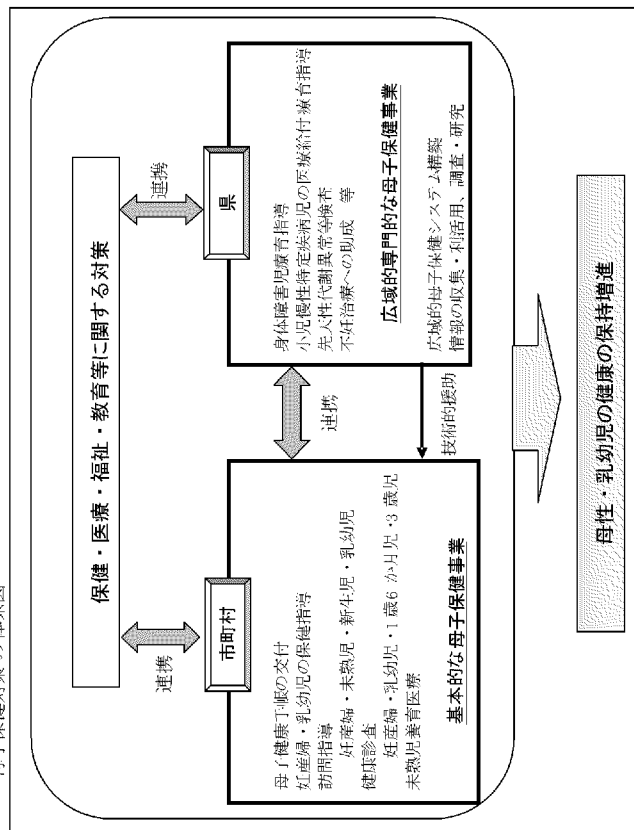 母子保健対策の体系図
保健・医療・福祉・教育等に関する対策
連携
連携
市町村
県
母子健康手帳の交付
妊産婦・乳幼児の保健指導
訪問指導
妊産婦・未熟児・新生児・乳幼児
健康診査
妊産婦・乳幼児・1歳6か月児・3歳児
未熟児養育医療
基本的な母子保健事業
連携
技術的援助
身体障害児療育指導
小児慢性特定疾病児の医療給付 療育指導
先天性代謝異常等検査
不妊治療への助成 等
広域的専門的な母子保健事業
広域的母子保健システム構築
情報の収集・利活用、調査・研究
母性・乳幼児の健康の保持増進